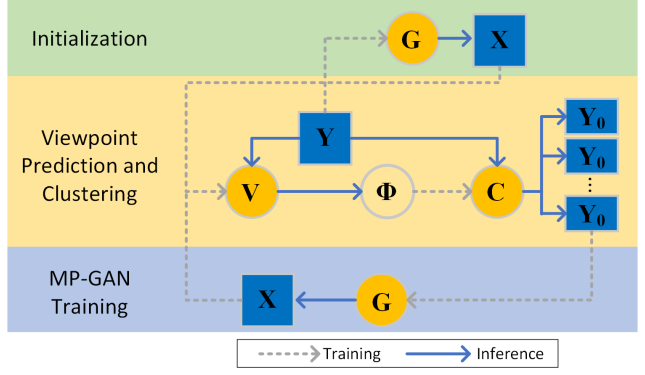 Initialization
G
X
Viewpoint
Prediction and
Clustering
Y
V
Φ
C
Y0
Y0
⋮
Y0
MP-GAN
Training
X
G
Training
Inference